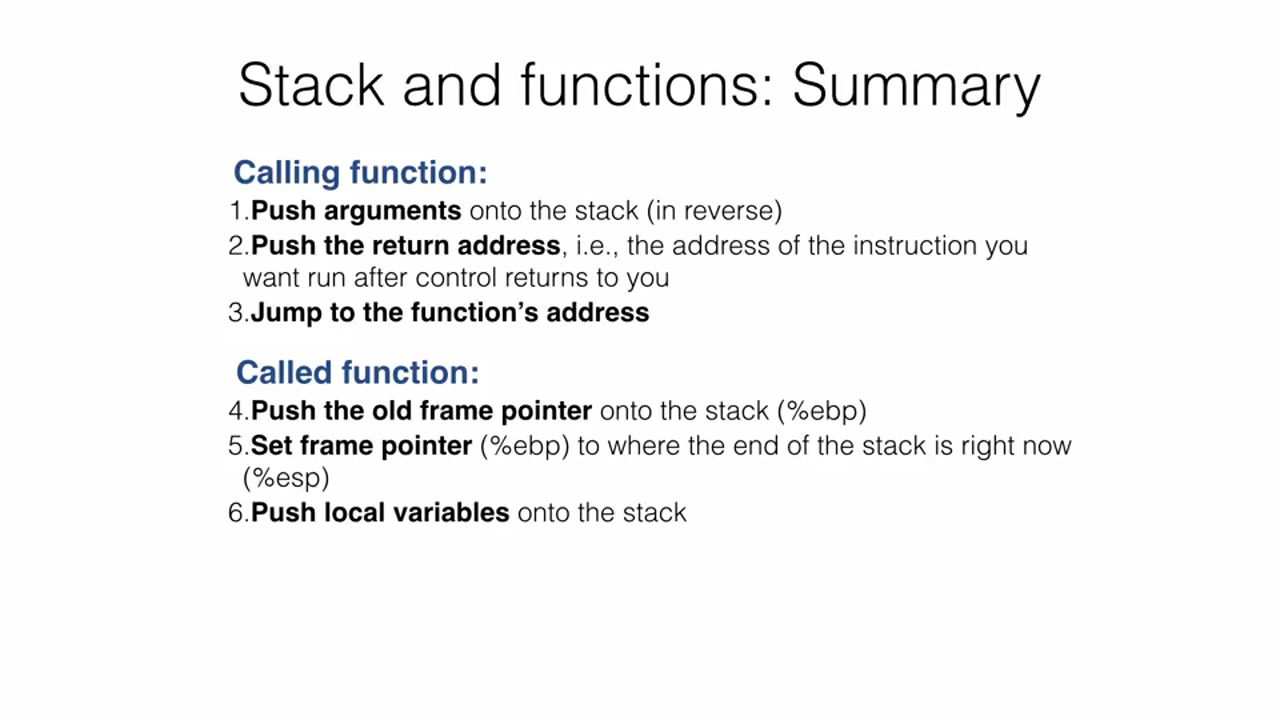 Stack and functions: Summary
Calling function:
1.Push arguments onto the stack (in reverse)
2.Push the return address, i.e., the address of the instruction you
want run after control returns to you
3.Jump to the function’s address
Called function:
4.Push the old frame pointer onto the stack (%ebp)
5.Set frame pointer (%ebp) to where the end of the stack is right now
(%esp)
6.Push local variables onto the stack